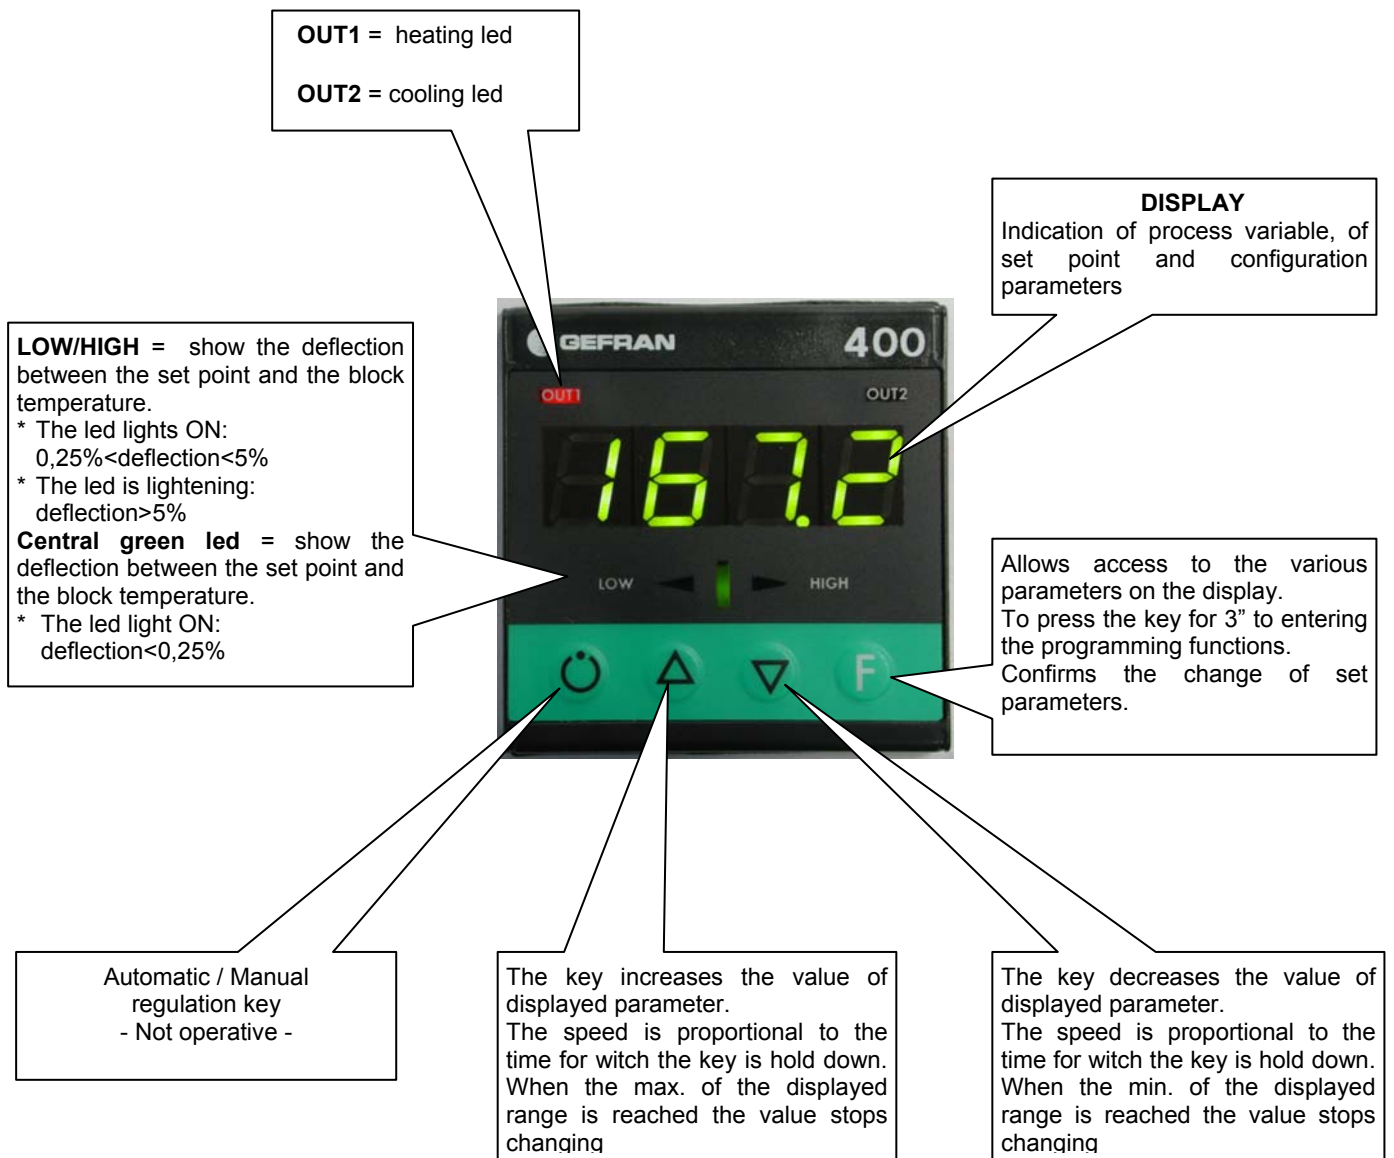 OUT1 = heating led
OUT2 = cooling led
DISPLAY
Indication of process variable, of
set point and configuration
parameters
LOW/HIGH = show the deflection
between the set point and the block
temperature.
* The led lights ON:
0,25%<deflection<5%
* The led is lightening:
deflection>5%
Central green led = show the
deflection between the set point and
the block temperature.
* The led light ON:
deflection<0,25%
GEFRAN 400
OUT1 OUT2
167.2
LOW HIGH
F
Allows access to the various
parameters on the display.
To press the key for 3” to entering
the programming functions.
Confirms the change of set
parameters.
Automatic / Manual
regulation key
- Not operative -
The key increases the value of
displayed parameter.
The speed is proportional to the
time for witch the key is hold down.
When the max. of the displayed
range is reached the value stops
changing
The key decreases the value of
displayed parameter.
The speed is proportional to the
time for witch the key is hold down.
When the min. of the displayed
range is reached the value stops
changing